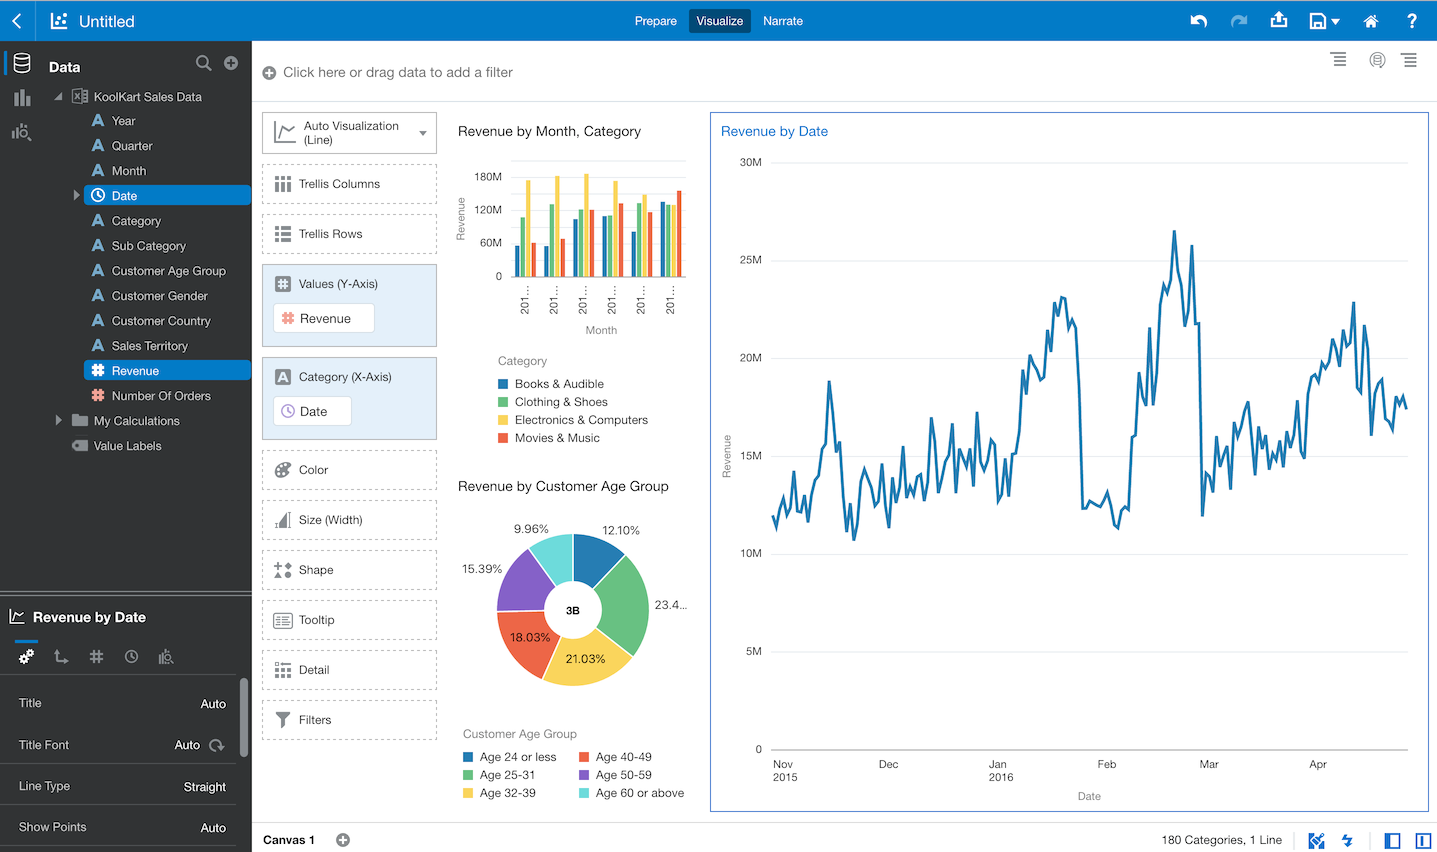 Untitled
Prepare
Visualize
Narrate
?
Data
KoolKart Sales Data
A Year
A Quarter
A Month
Date
A Category
A Sub Category
A Customer Age Group
A Customer Gender
A Customer Country
A Sales Territory
# Revenue
# Number Of Orders
My Calculations
Value Labels
Revenue by Date
#
Title Auto
Title Font Auto
Line Type Straight
Show Points Auto
Click here or drag data to add a filter
Auto Visualization
(Line)
Trellis Columns
Trellis Rows
# Values (Y-Axis)
# Revenue
A Category (X-Axis)
Date
Color
Size (Width)
Shape
Tooltip
Detail
Filters
Revenue by Month, Category
Revenue
180M
120M
60M
0
201... 201... 201... 201... 201... 201...
Month
Category
Books & Audible
Clothing & Shoes
Electronics & Computers
Movies & Music
Revenue by Customer Age Group
9.96%
12.10%
15.39%
23.4...
3B
18.03%
21.03%
Customer Age Group
Age 24 or less
Age 40-49
Age 25-31
Age 50-59
Age 32-39
Age 60 or above
Revenue by Date
Revenue
30M
25M
20M
15M
10M
5M
0
Nov Dec Jan Feb Mar Apr
2015 2016
Date
Canvas 1
180 Categories, 1 Line